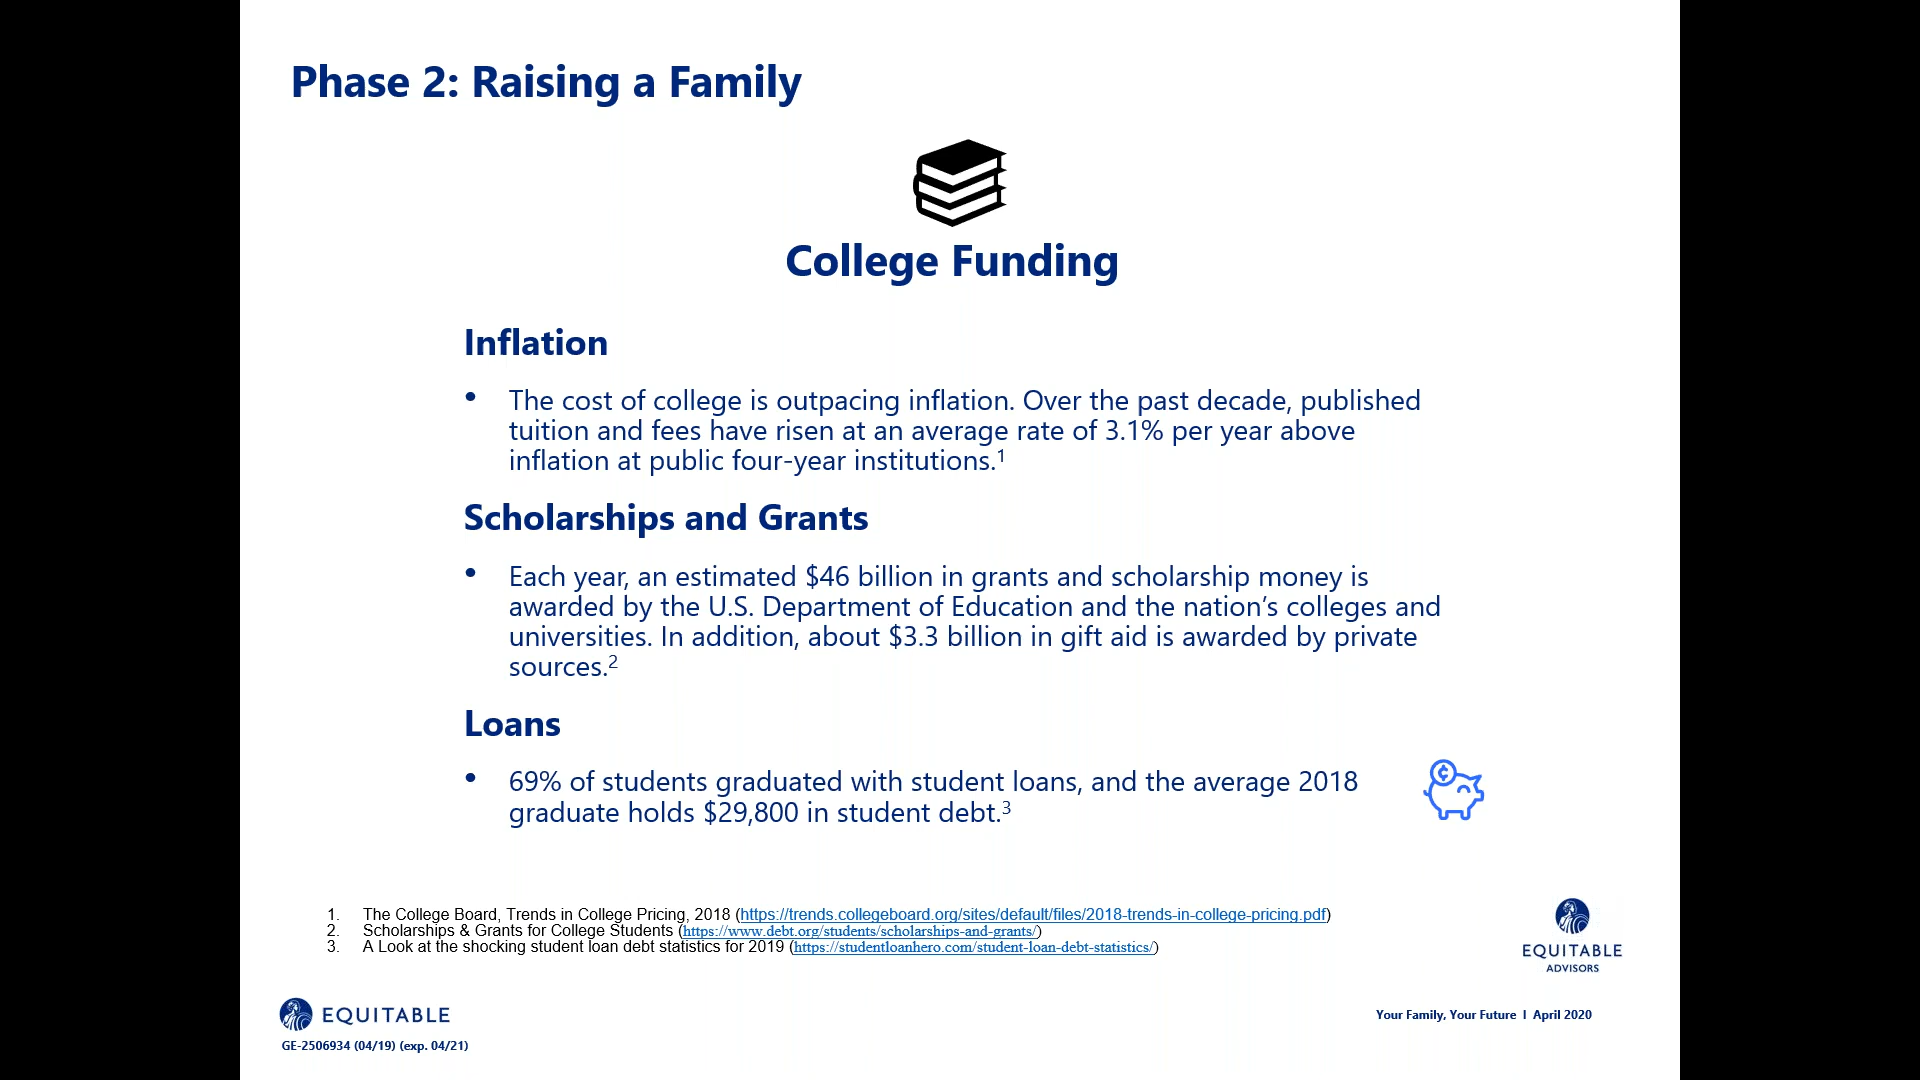 Phase 2: Raising a Family
College Funding
Inflation
• The cost of college is outpacing inflation. Over the past decade, published
tuition and fees have risen at an average rate of 3.1% per year above
inflation at public four-year institutions.1
Scholarships and Grants
• Each year, an estimated $46 billion in grants and scholarship money is
awarded by the U.S. Department of Education and the nation’s colleges and
universities. In addition, about $3.3 billion in gift aid is awarded by private
sources.2
Loans
• 69% of students graduated with student loans, and the average 2018
graduate holds $29,800 in student debt.3
¢
1. The College Board, Trends in College Pricing, 2018 (https://trends.collegeboard.org/sites/default/files/2018-trends-in-college-pricing.pdf)
2. Scholarships & Grants for College Students (https://www.debt.org/students/scholarships-and-grants/)
3. A Look at the shocking student loan debt statistics for 2019 (https://studentloanhero.com/student-loan-debt-statistics/)
EQUITABLE
ADVISORS
EQUITABLE
Your Family, Your Future I April 2020
GE-2506934 (04/19) (exp. 04/21)